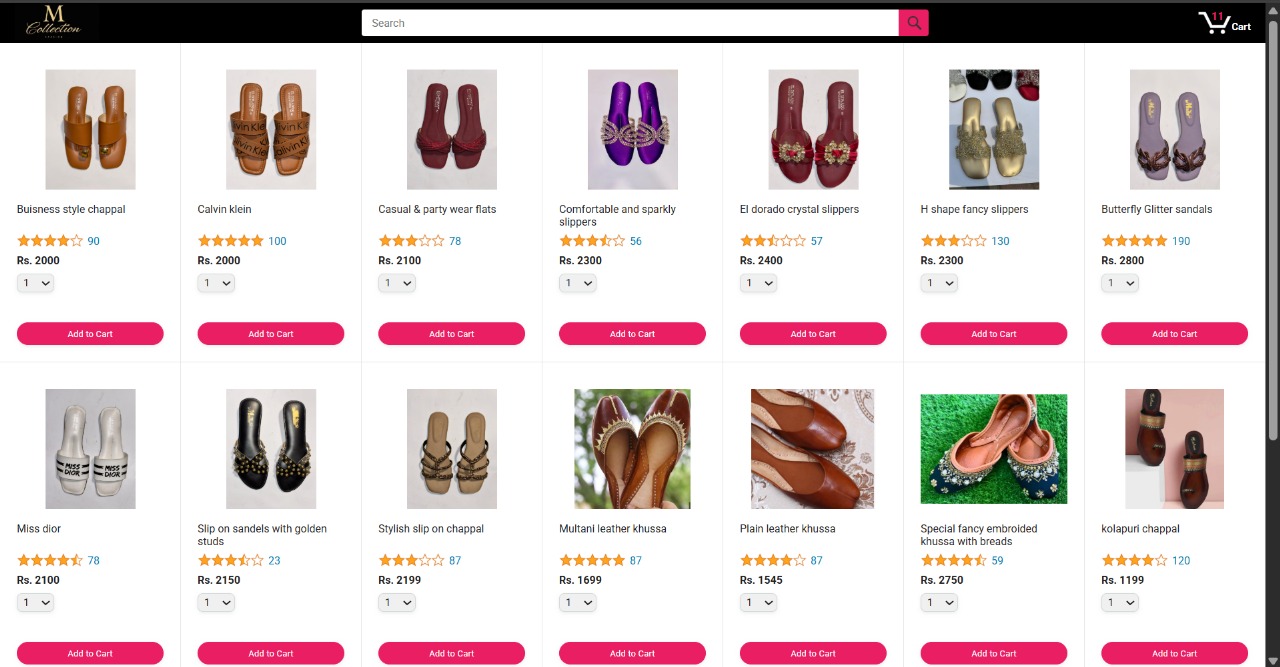 M
Collection
Search
11
Cart
Buisness style chappal
Calvin klein
Casual & party wear flats
Comfortable and sparkly
slippers
El dorado crystal slippers
H shape fancy slippers
Butterfly Glitter sandals
90
100
78
56
57
130
190
Rs. 2000
Rs. 2000
Rs. 2100
Rs. 2300
Rs. 2400
Rs. 2300
Rs. 2800
1
1
1
1
1
1
1
Add to Cart
Add to Cart
Add to Cart
Add to Cart
Add to Cart
Add to Cart
Add to Cart
MISS
DIOR
MISS
DIOR
Miss dior
Slip on sandels with golden
studs
Stylish slip on chappal
Multani leather khussa
Plain leather khussa
Special fancy embroided
khussa with breads
kolapuri chappal
78
23
87
87
87
59
120
Rs. 2100
Rs. 2150
Rs. 2199
Rs. 1699
Rs. 1545
Rs. 2750
Rs. 1199
1
1
1
1
1
1
1
Add to Cart
Add to Cart
Add to Cart
Add to Cart
Add to Cart
Add to Cart
Add to Cart